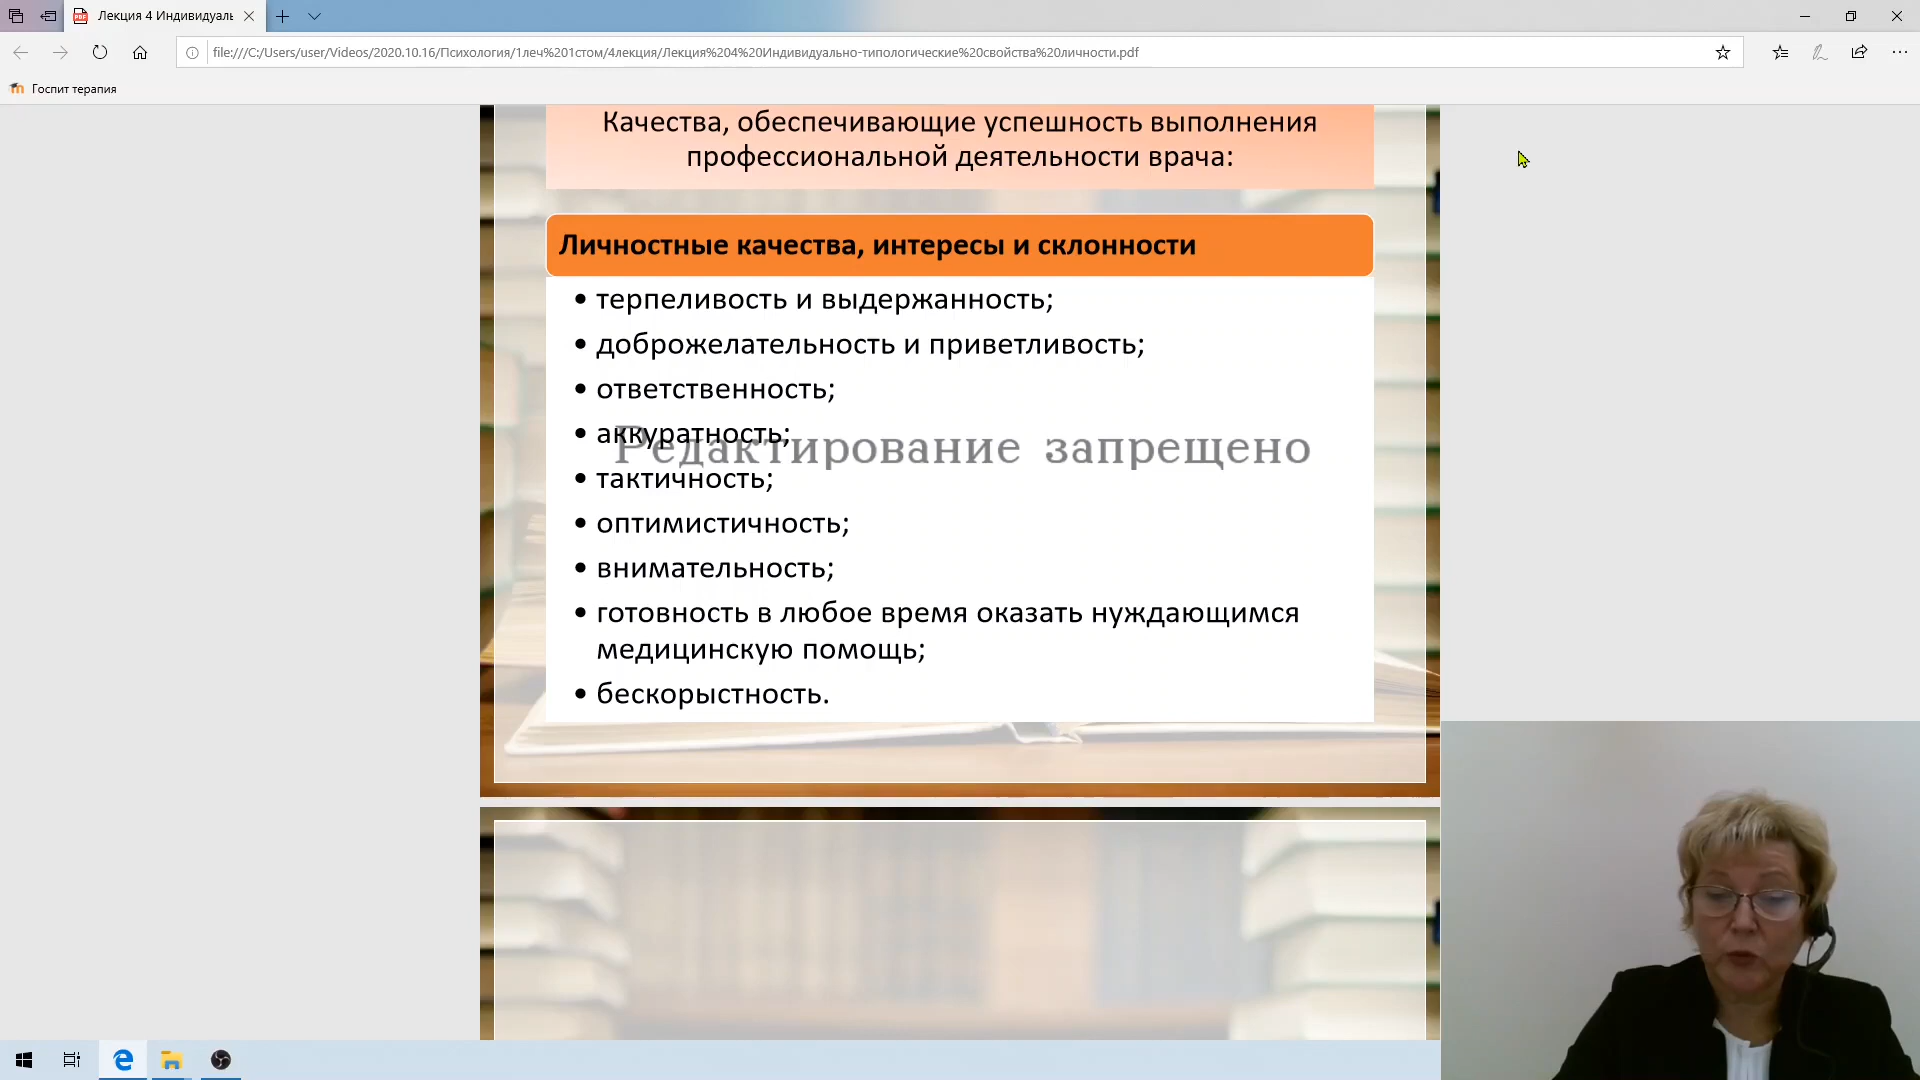 Лекция 4 Индивидуаль
file:///C:/Users/user/Videos/2020.10.16/Психология/1леч%201стом/4лекция/Лекция%204%20Индивидуально-типологические%20свойства%20личности.pdf
Госпит терапия
Качества, обеспечивающие успешность выполнения
профессиональной деятельности врача:
Личностные качества, интересы и склонности
• терпеливость и выдержанность;
• доброжелательность и приветливость;
• ответственность;
• аккуратность;
Редактирование запрещено
• тактичность;
• оптимистичность;
• внимательность;
• готовность в любое время оказать нуждающимся
медицинскую помощь;
• бескорыстность.